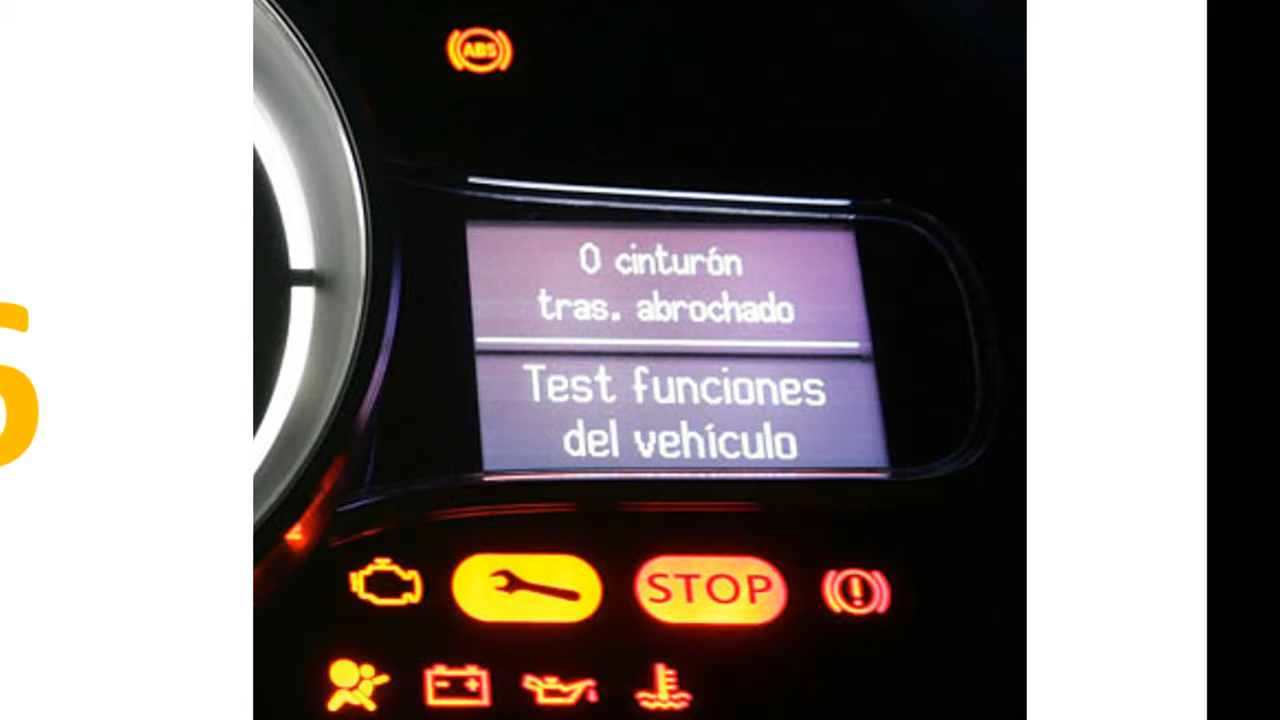 ABS
0 cinturón
tras. abrochado
Test funciones
del vehículo
STOP